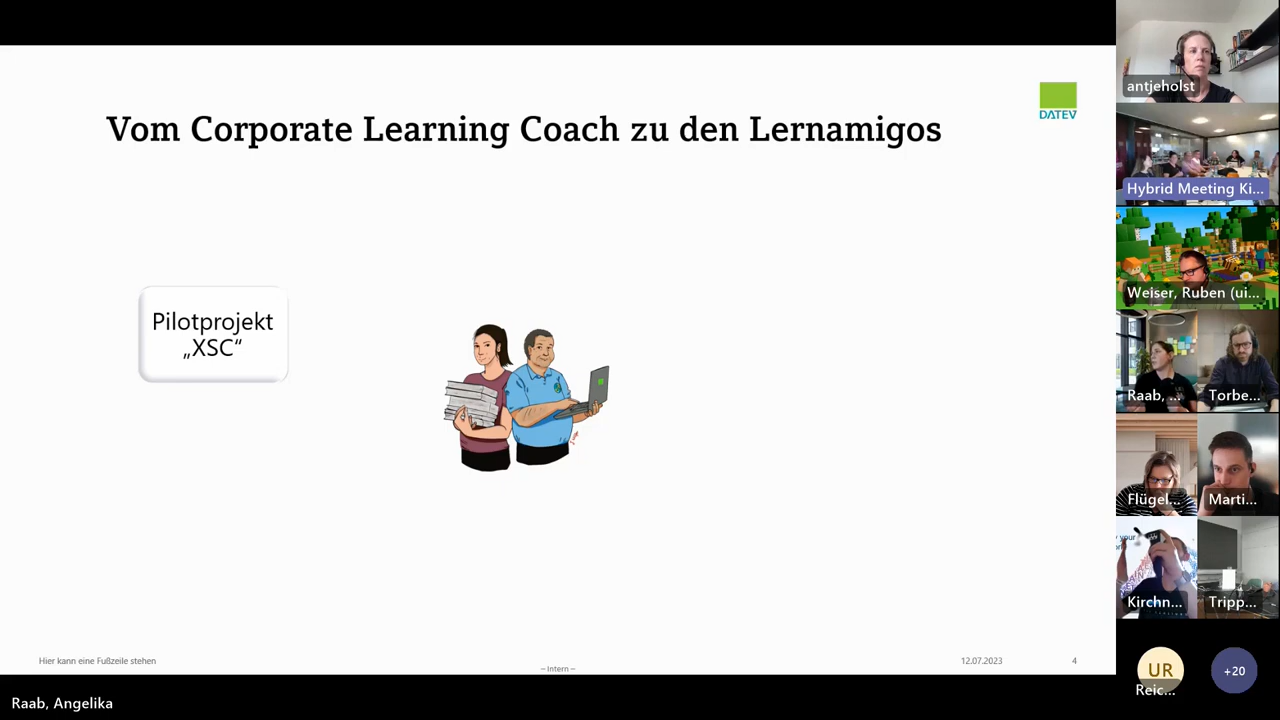 Vom Corporate Learning Coach zu den Lernamigos
DATEV
Pilotprojekt
„XSC“
Hier kann eine Fußzeile stehen
– Intern –
12.07.2023
4
Raab, Angelika
antjeholst
Hybrid Meeting Ki...
Weiser, Ruben (ui...
Raab, ...
Torbe...
Flügel...
Marti...
Kirchn...
Tripp...
UR
Reic...
+20